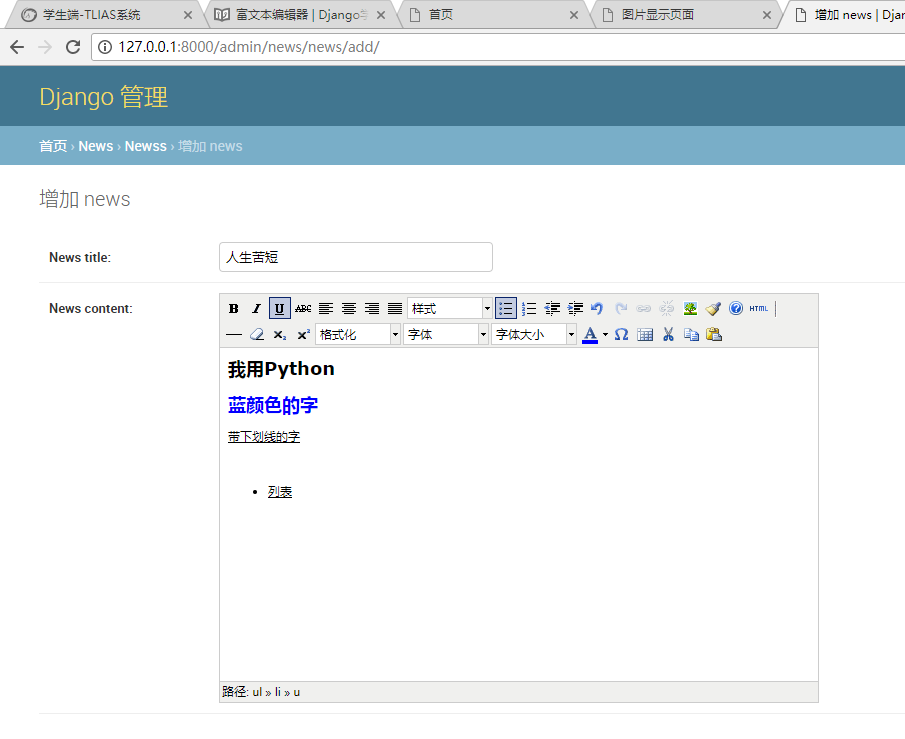 学生端-TLIAS系统
富文本编辑器 | Django
首页
图片显示页面
增加 news | Djan
127.0.0.1:8000/admin/news/news/add/
Django 管理
首页 › News › Newss › 增加 news
增加 news
News title:
人生苦短
News content:
B I U ABC 样式 HTML
格式化 字体 字体大小 A Ω
我用Python
蓝颜色的字
带下划线的字
列表
路径: ul » li » u